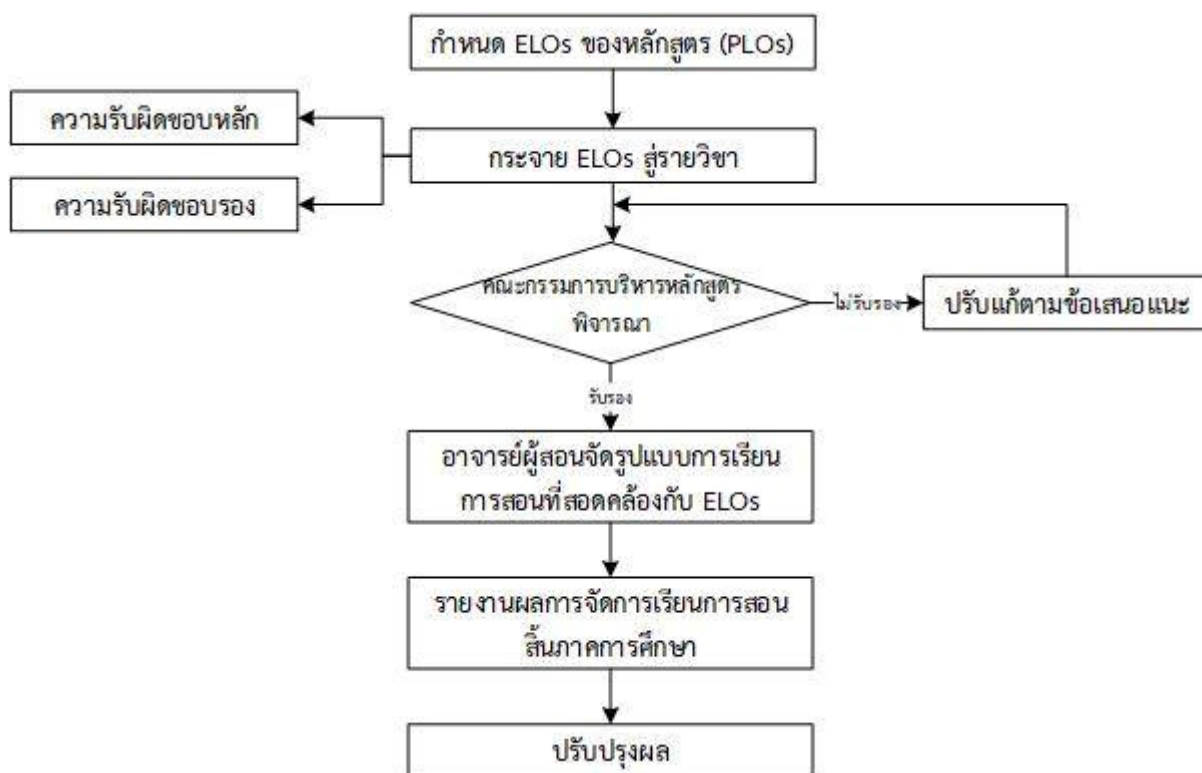 กำหนด ELOs ของหลักสูตร (PLOs)
ความรับผิดชอบหลัก
กระจาย ELOs สู่รายวิชา
ความรับผิดชอบรอง
คณะกรรมการบริหารหลักสูตร
พิจารณา
ไม่รับรอง
ปรับแก้ตามข้อเสนอแนะ
รับรอง
อาจารย์ผู้สอนจัดรูปแบบการเรียน
การสอนที่สอดคล้องกับ ELOs
รายงานผลการจัดการเรียนการสอน
สิ้นภาคการศึกษา
ปรับปรุงผล